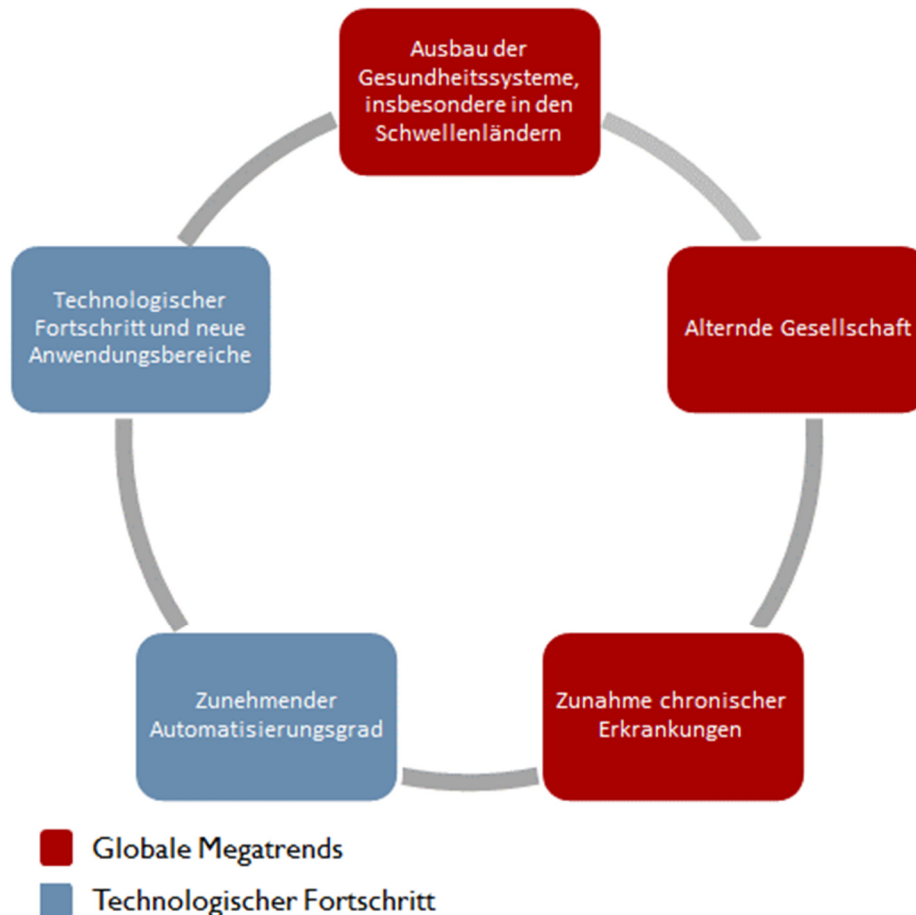 Ausbau der
Gesundheitssysteme,
insbesondere in den
Schwellenländern
Technologischer
Fortschritt und neue
Anwendungsbereiche
Alternde Gesellschaft
Zunehmender
Automatisierungsgrad
Zunahme chronischer
Erkrankungen
Globale Megatrends
Technologischer Fortschritt